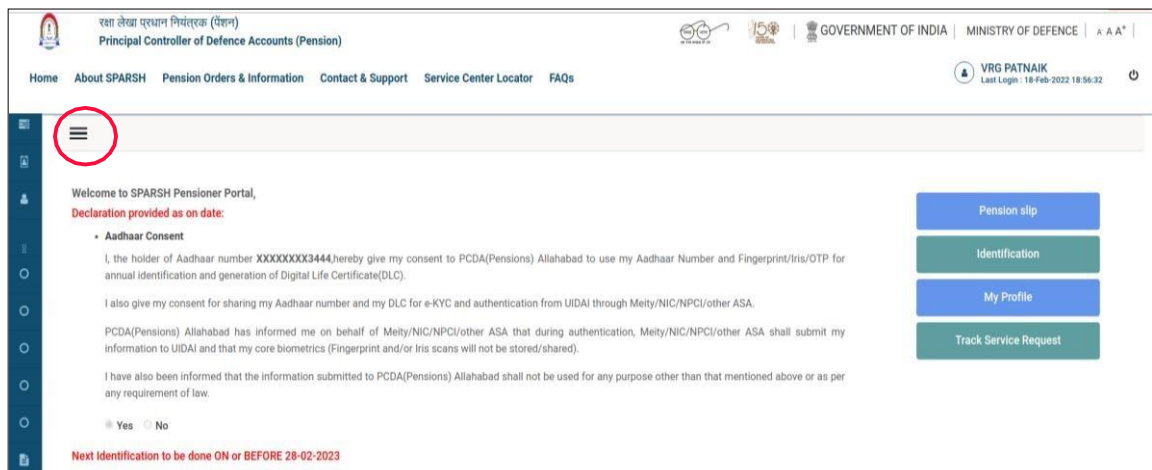 रक्षा लेखा प्रधान नियंत्रक (पेंशन)
Principal Controller of Defence Accounts (Pension)
GOVERNMENT OF INDIA
MINISTRY OF DEFENCE
A A A+
Home About SPARSH Pension Orders & Information Contact & Support Service Center Locator FAQs
VRG PATNAIK
Last Login : 18-Feb-2022 18:56:32
Welcome to SPARSH Pensioner Portal,
Declaration provided as on date:
• Aadhaar Consent
I, the holder of Aadhaar number XXXXXXXX3444,hereby give my consent to PCDA(Pensions) Allahabad to use my Aadhaar Number and Fingerprint/Iris/OTP for
annual identification and generation of Digital Life Certificate(DLC).
I also give my consent for sharing my Aadhaar number and my DLC for e-KYC and authentication from UIDAI through Meity/NIC/NPCI/other ASA.
PCDA(Pensions) Allahabad has informed me on behalf of Meity/NIC/NPCI/other ASA that during authentication, Meity/NIC/NPCI/other ASA shall submit my
information to UIDAI and that my core biometrics (Fingerprint and/or Iris scans will not be stored/shared).
I have also been informed that the information submitted to PCDA(Pensions) Allahabad shall not be used for any purpose other than that mentioned above or as per
any requirement of law.
Yes No
Next Identification to be done ON or BEFORE 28-02-2023
Pension slip
Identification
My Profile
Track Service Request